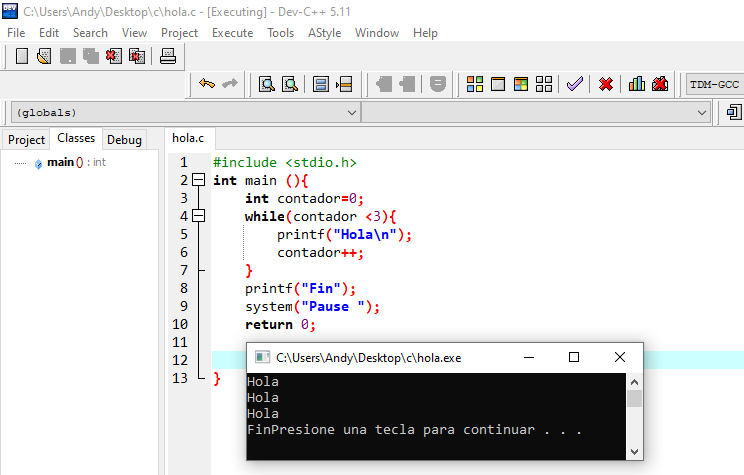 C:\Users\Andy\Desktop\c\hola.c - [Executing] - Dev-C++ 5.11
File Edit Search View Project Execute Tools AStyle Window Help
TDM-GCC
(globals)
Project Classes Debug
hola.c
main () : int
1 #include <stdio.h>
2 int main (){
3 int contador=0;
4 while(contador <3){
5 printf("Hola\n");
6 contador++;
7 }
8 printf("Fin");
9 system("Pause ");
10 return 0;
11
12
13 }
C:\Users\Andy\Desktop\c\hola.exe
Hola
Hola
Hola
FinPresione una tecla para continuar . . .